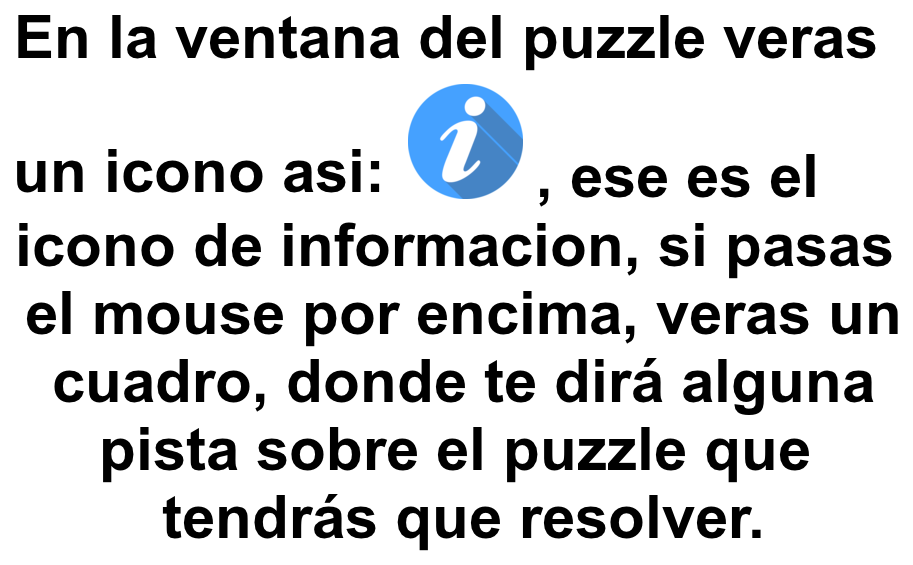 En la ventana del puzzle veras
un icono asi: i , ese es el
icono de informacion, si pasas
el mouse por encima, veras un
cuadro, donde te dirá alguna
pista sobre el puzzle que
tendrás que resolver.